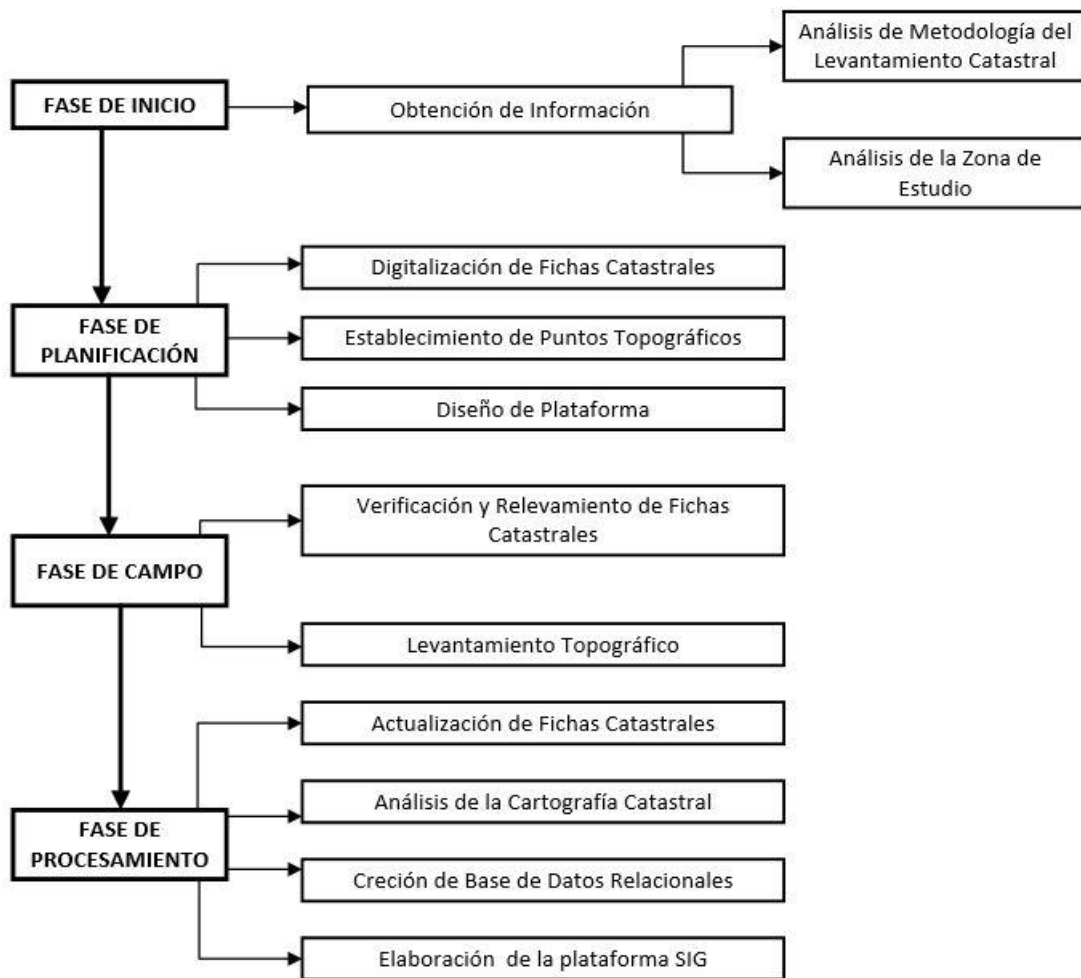 Análisis de Metodología del
Levantamiento Catastral
FASE DE INICIO
Obtención de Información
Análisis de la Zona de
Estudio
Digitalización de Fichas Catastrales
FASE DE
PLANIFICACIÓN
Establecimiento de Puntos Topográficos
Diseño de Plataforma
Verificación y Relevamiento de Fichas
Catastrales
FASE DE CAMPO
Levantamiento Topográfico
Actualización de Fichas Catastrales
Análisis de la Cartografía Catastral
FASE DE
PROCESAMIENTO
Creción de Base de Datos Relacionales
Elaboración de la plataforma SIG